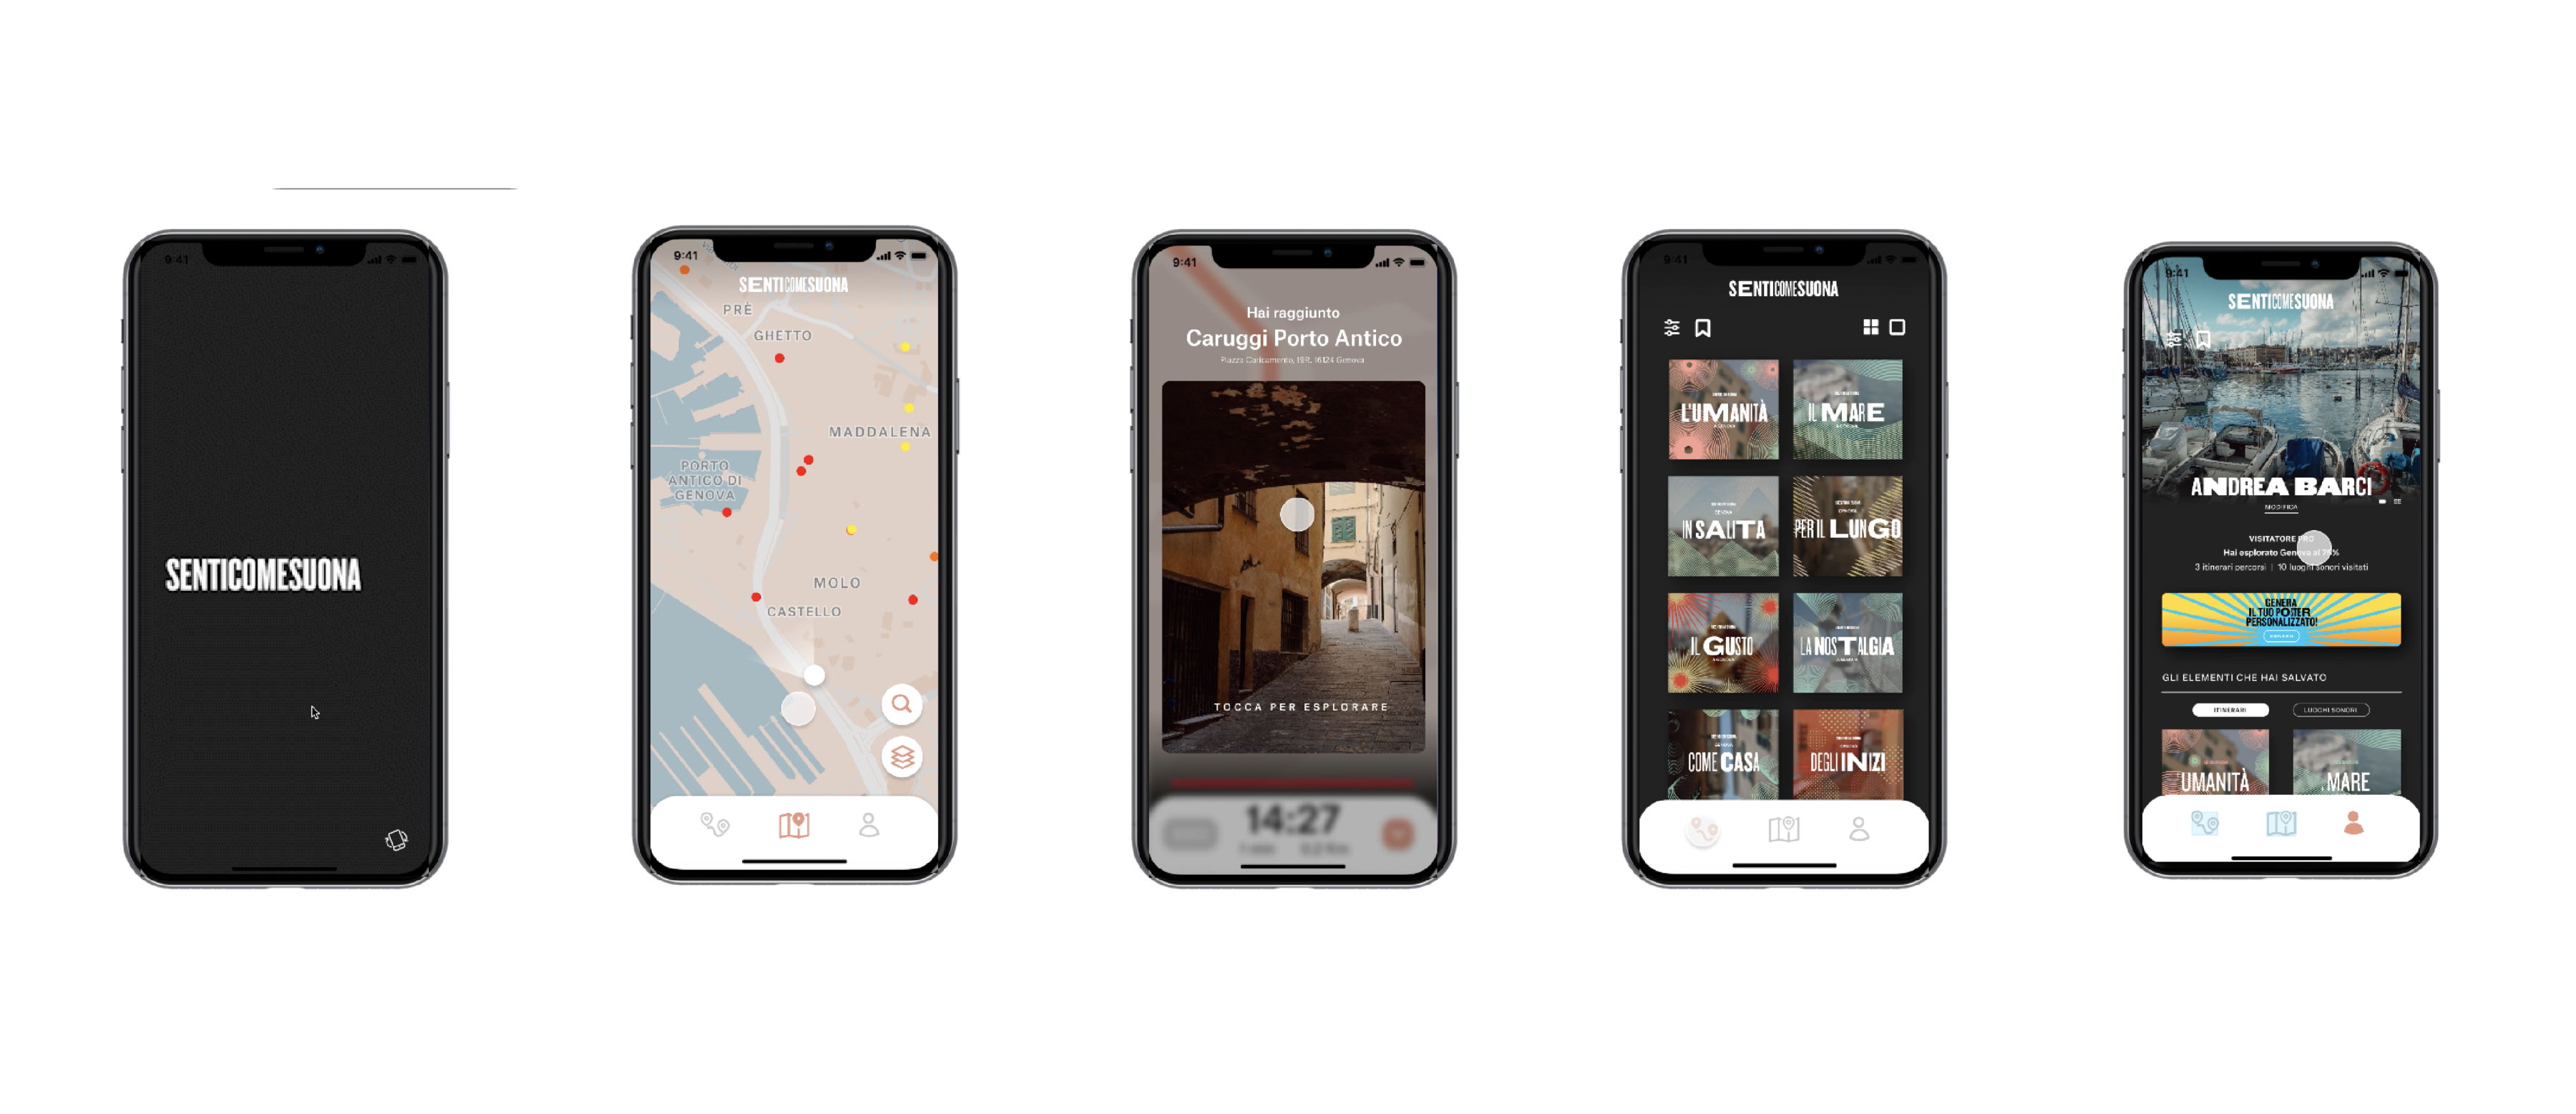 9:41
SENTICOMESUONA
9:41
SENTICOMESUONA
PRÈ
GHETTO
MADDALENA
PORTO
ANTICO DI
GENOVA
MOLO
CASTELLO
9:41
Hai raggiunto
Caruggi Porto Antico
Piazza Caricamento, 19R, 16124 Genova
TOCCA PER ESPLORARE
14:27
9:41
SENTICOMESUONA
L'UMANITÀ
IL MARE
IN SALITA
GENOVA
PER IL LUNGO
IL GUSTO
LA NOSTALGIA
COME CASA
DEGLI INIZI
9:41
SENTICOMESUONA
ANDREA BARCI
MODIFICA
VISITATORE PRO
Hai esplorato Genova al 75%
3 itinerari percorsi | 10 luoghi sonori visitati
GENERA
IL TUO POSTER
PERSONALIZZATO!
GLI ELEMENTI CHE HAI SALVATO
ITINERARI
LUOGHI SONORI
UMANITÀ
MARE